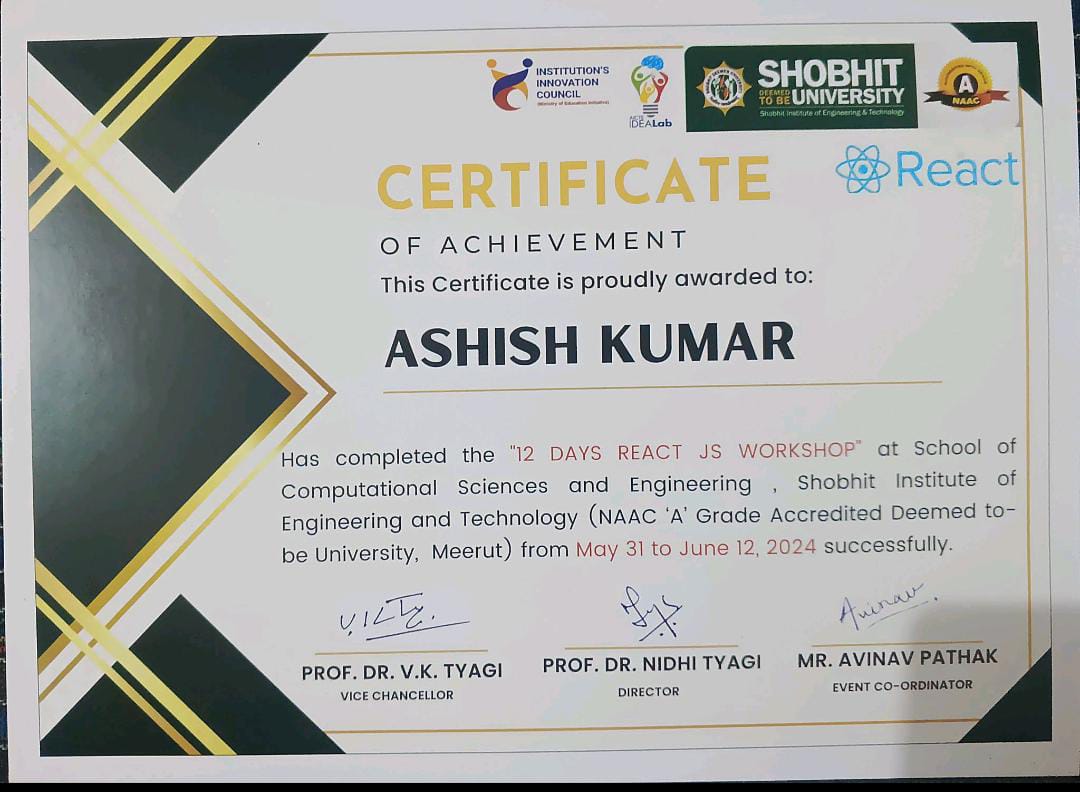 INSTITUTION'S
INNOVATION
COUNCIL
(Ministry of Education Initiative)
AICTE
IDEALab
SHOBHIT
DEEMED
TO BE UNIVERSITY
Shobhit Institute of Engineering & Technology
A
NAAC
React
CERTIFICATE
OF ACHIEVEMENT
This Certificate is proudly awarded to:
ASHISH KUMAR
Has completed the "12 DAYS REACT JS WORKSHOP" at School of
Computational Sciences and Engineering , Shobhit Institute of
Engineering and Technology (NAAC 'A' Grade Accredited Deemed to-
be University, Meerut) from May 31 to June 12, 2024 successfully.
Avinav
PROF. DR. V.K. TYAGI
VICE CHANCELLOR
PROF. DR. NIDHI TYAGI
DIRECTOR
MR. AVINAV PATHAK
EVENT CO-ORDINATOR